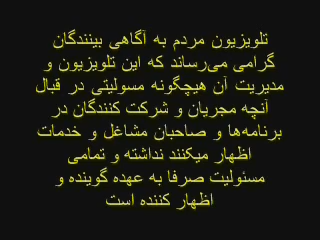 تلویزیون مردم به آگاهی بینندگان
گرامی می‌رساند که این تلویزیون و
مدیریت آن هیچگونه مسولیتی در قبال
آنچه مجریان و شرکت کنندگان در
برنامه‌ها و صاحبان مشاغل و خدمات
اظهار میکنند نداشته و تمامی
مسئولیت صرفا به عهده گوینده و
اظهار کننده است